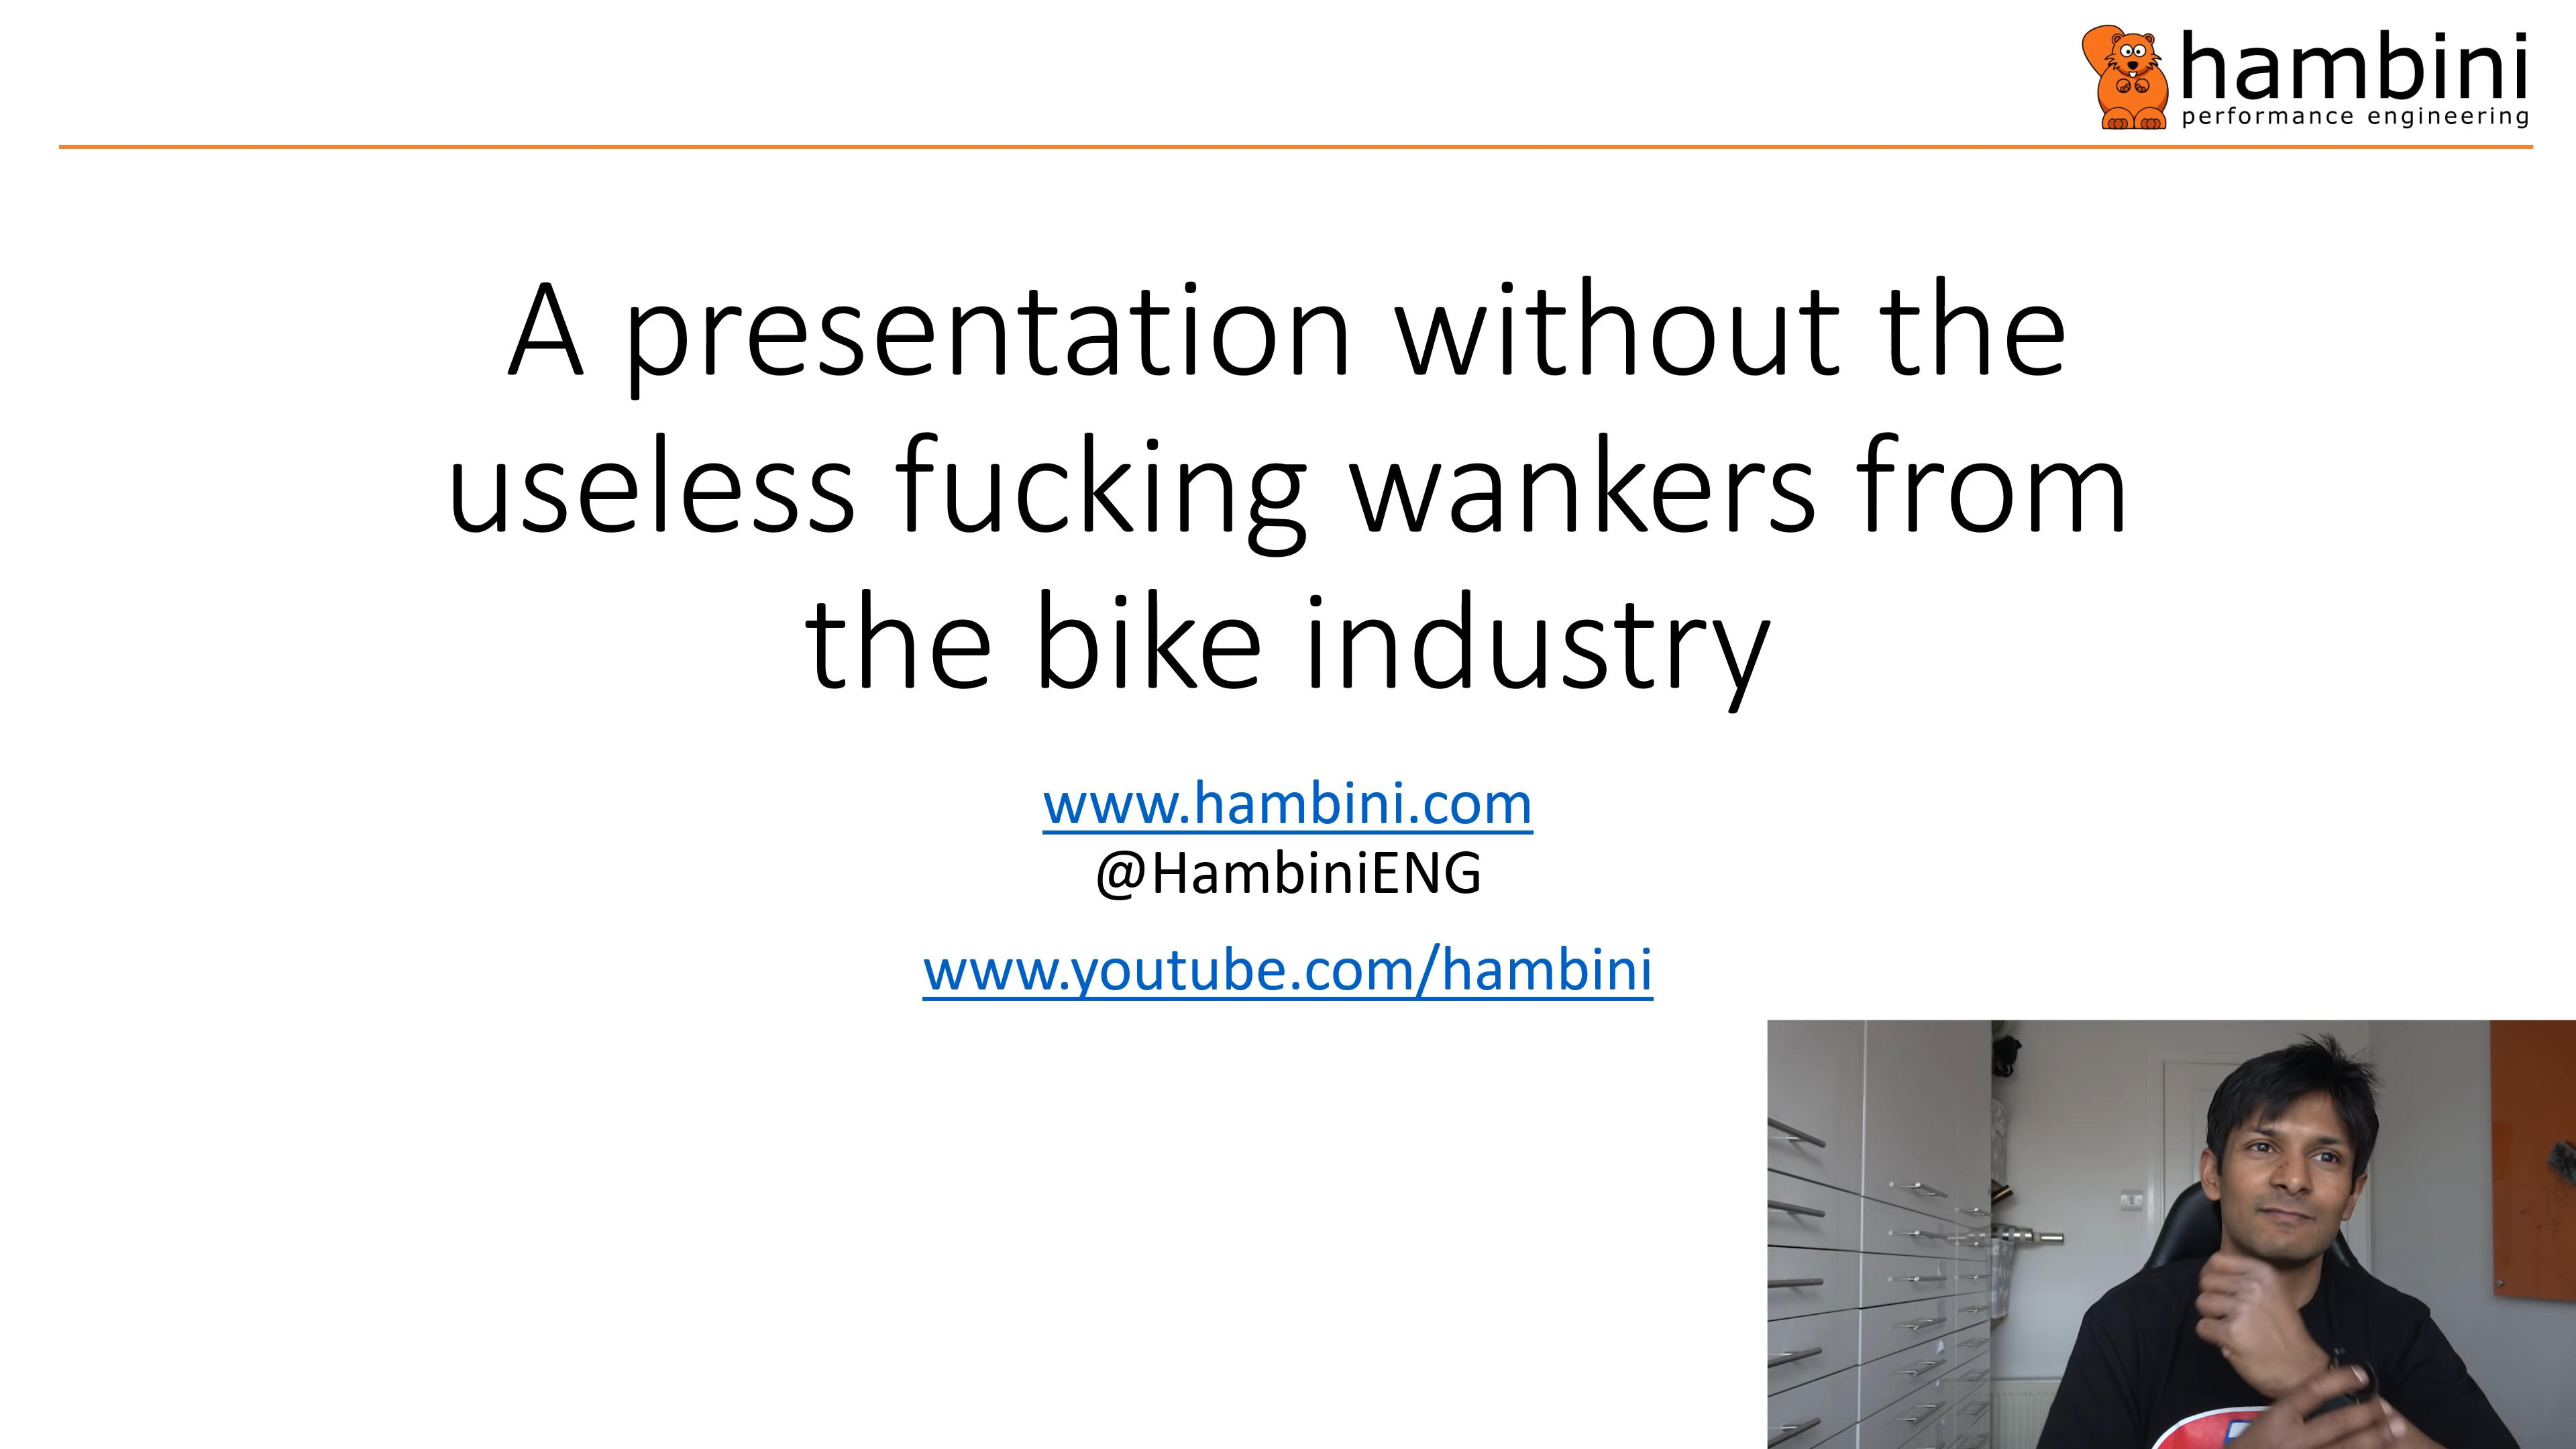 hambini
performance engineering
A presentation without the
useless fucking wankers from
the bike industry
www.hambini.com
@HambiniENG
www.youtube.com/hambini